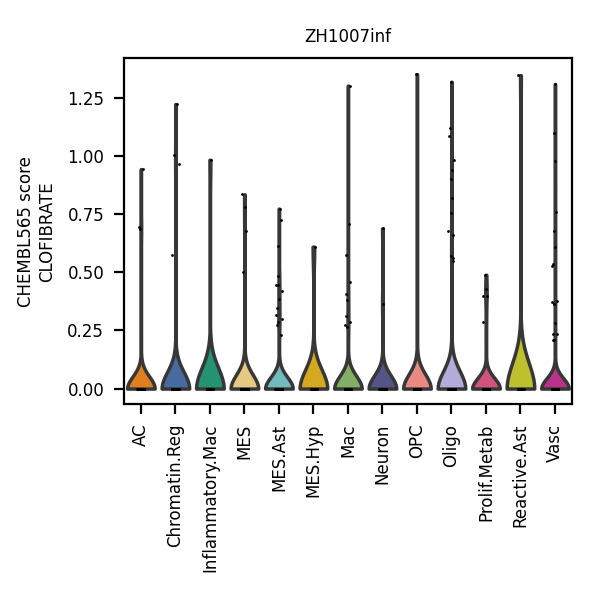 ZH1007inf
CHEMBL565 score
CLOFIBRATE
1.25
1.00
0.75
0.50
0.25
0.00
AC
Chromatin.Reg
Inflammatory.Mac
MES
MES.Ast
MES.Hyp
Mac
Neuron
OPC
Oligo
Prolif.Metab
Reactive.Ast
Vasc